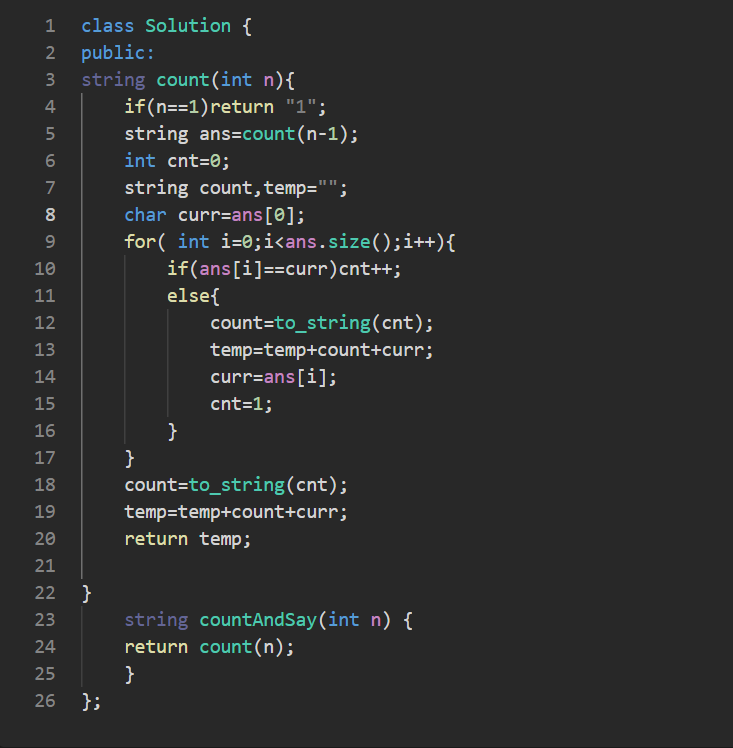 1 class Solution {
2 public:
3 string count(int n){
4     if(n==1)return "1";
5     string ans=count(n-1);
6     int cnt=0;
7     string count,temp="";
8     char curr=ans[0];
9     for( int i=0;i<ans.size();i++){
10         if(ans[i]==curr)cnt++;
11         else{
12             count=to_string(cnt);
13             temp=temp+count+curr;
14             curr=ans[i];
15             cnt=1;
16         }
17     }
18     count=to_string(cnt);
19     temp=temp+count+curr;
20     return temp;
21
22 }
23     string countAndSay(int n) {
24     return count(n);
25     }
26 };